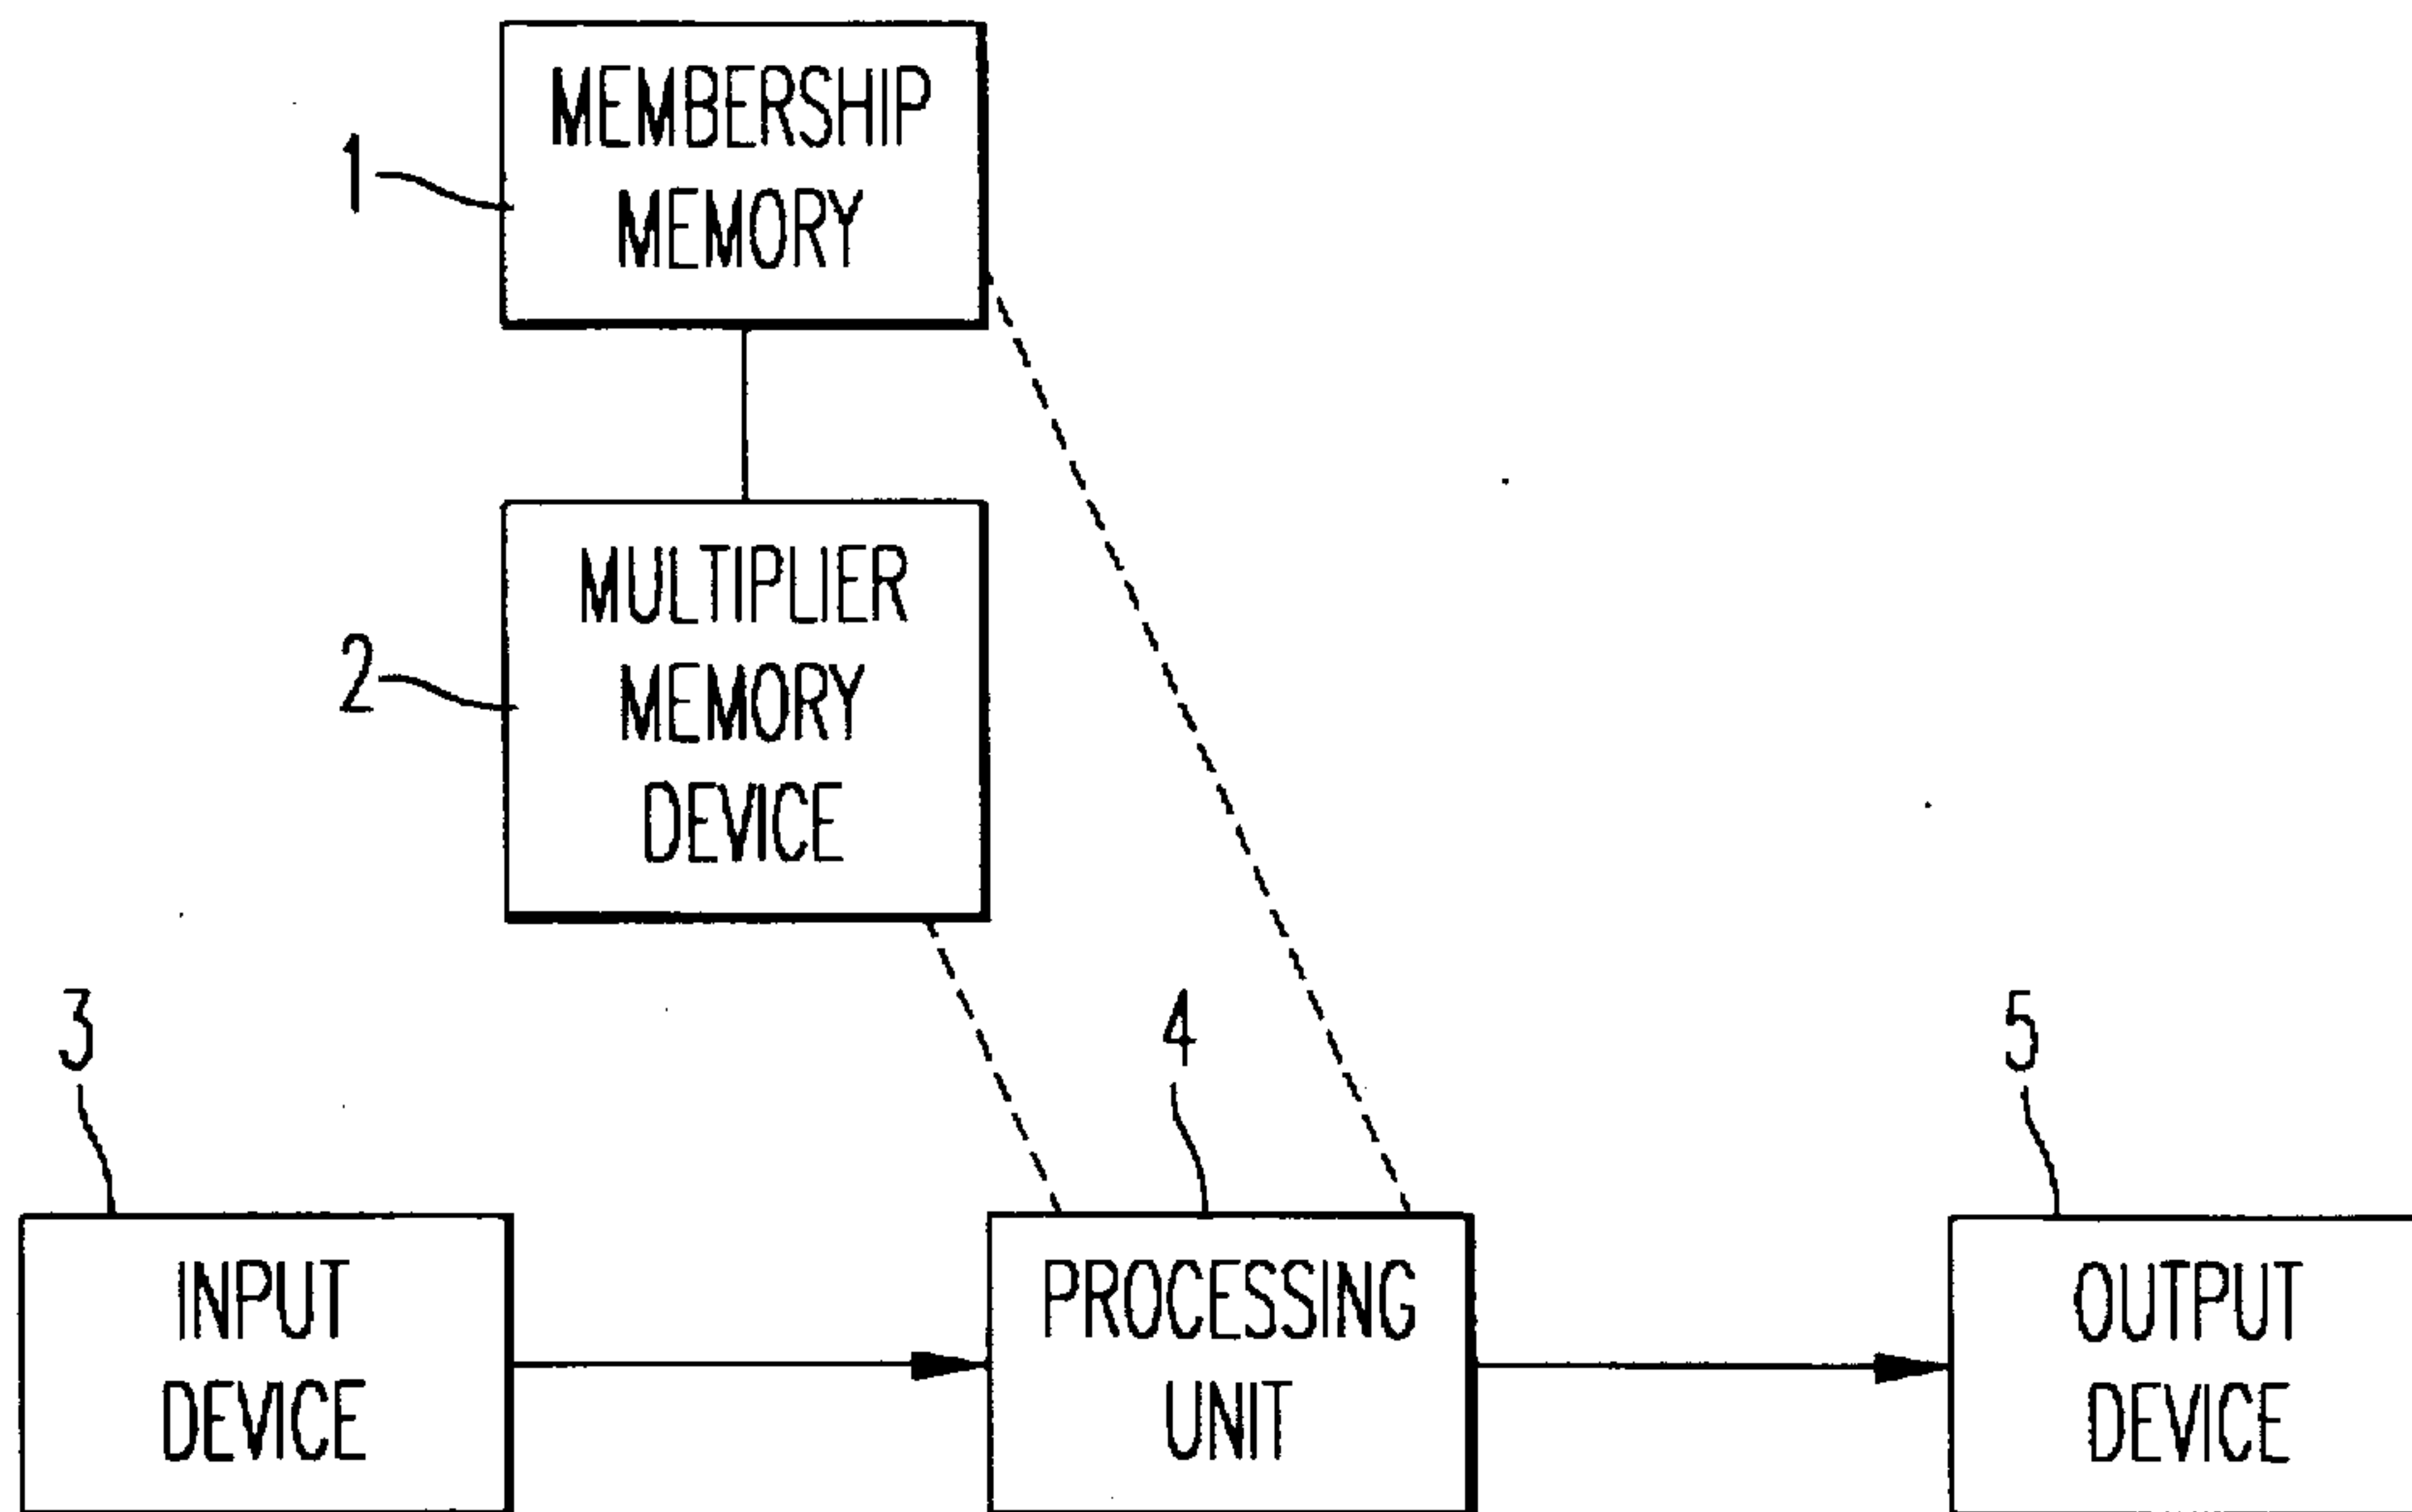 MEMBERSHIP
MEMORY
1
MULTIPLIER
MEMORY
DEVICE
2
3
4
5
INPUT
DEVICE
PROCESSING
UNIT
OUTPUT
DEVICE